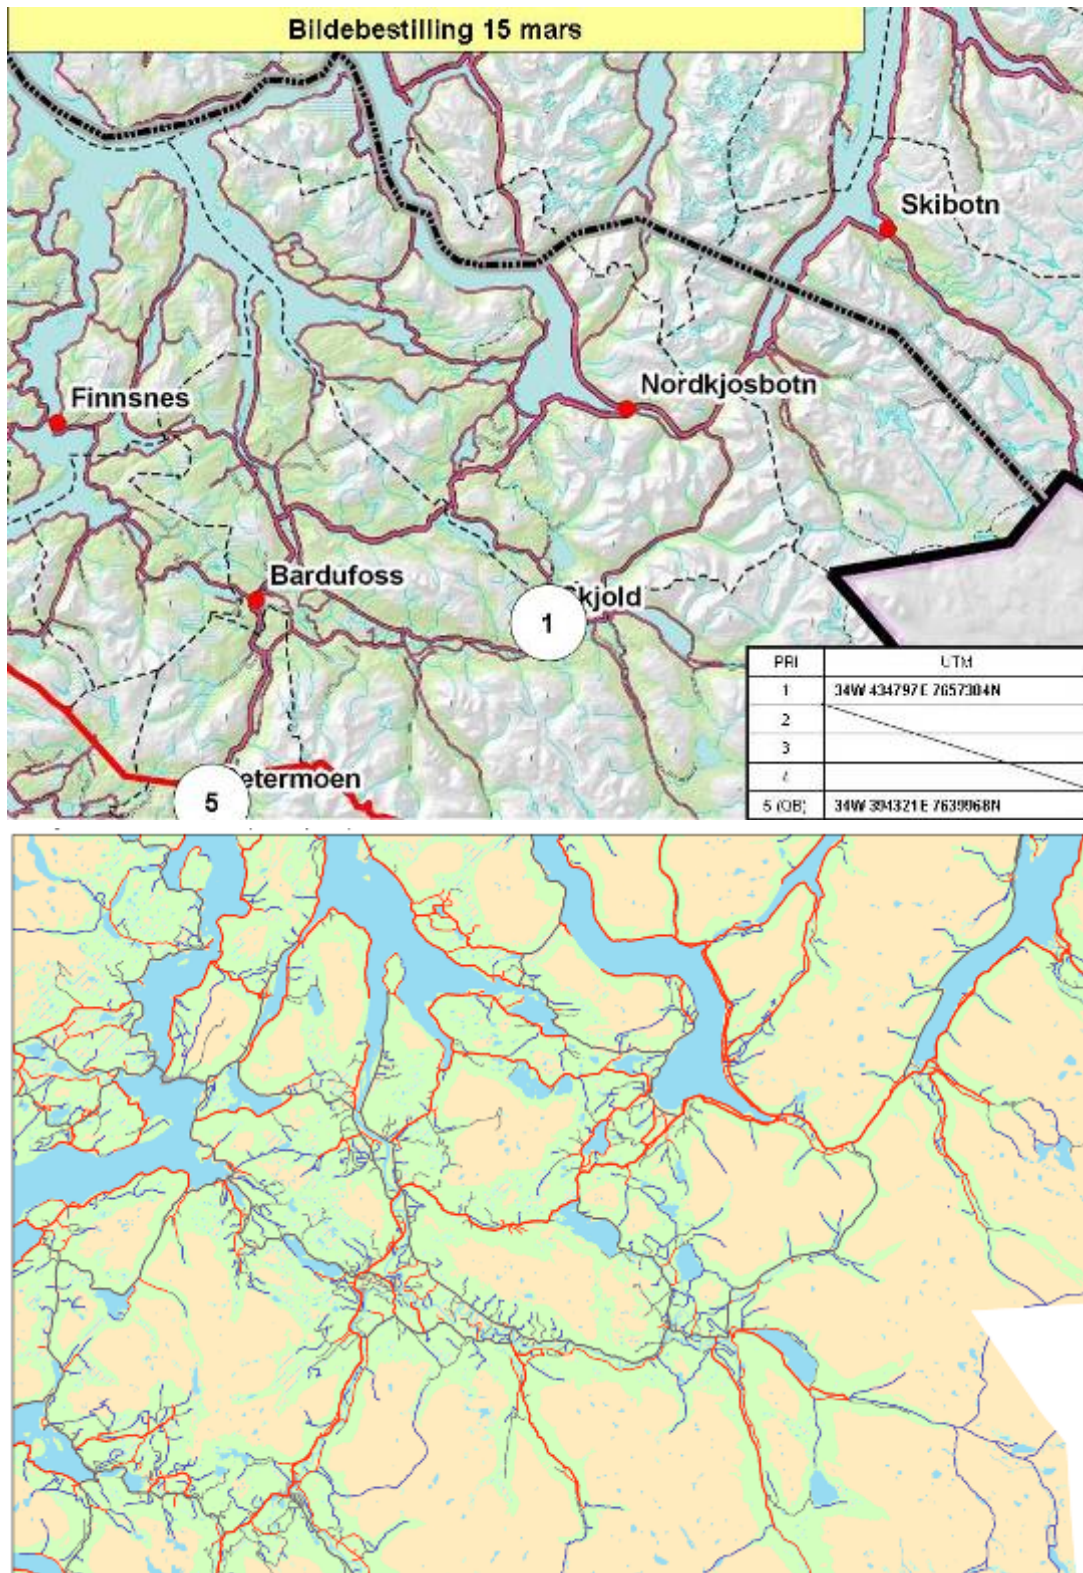 Bildebestilling 15 mars
Skibotn
Nordkjosbotn
Finnsnes
Bardufoss
kjold
1
etermoen
5
PRI UTM
1 34W 434797E 7657304N
2
3
4
5 (OB) 34W 394321E 7639968N